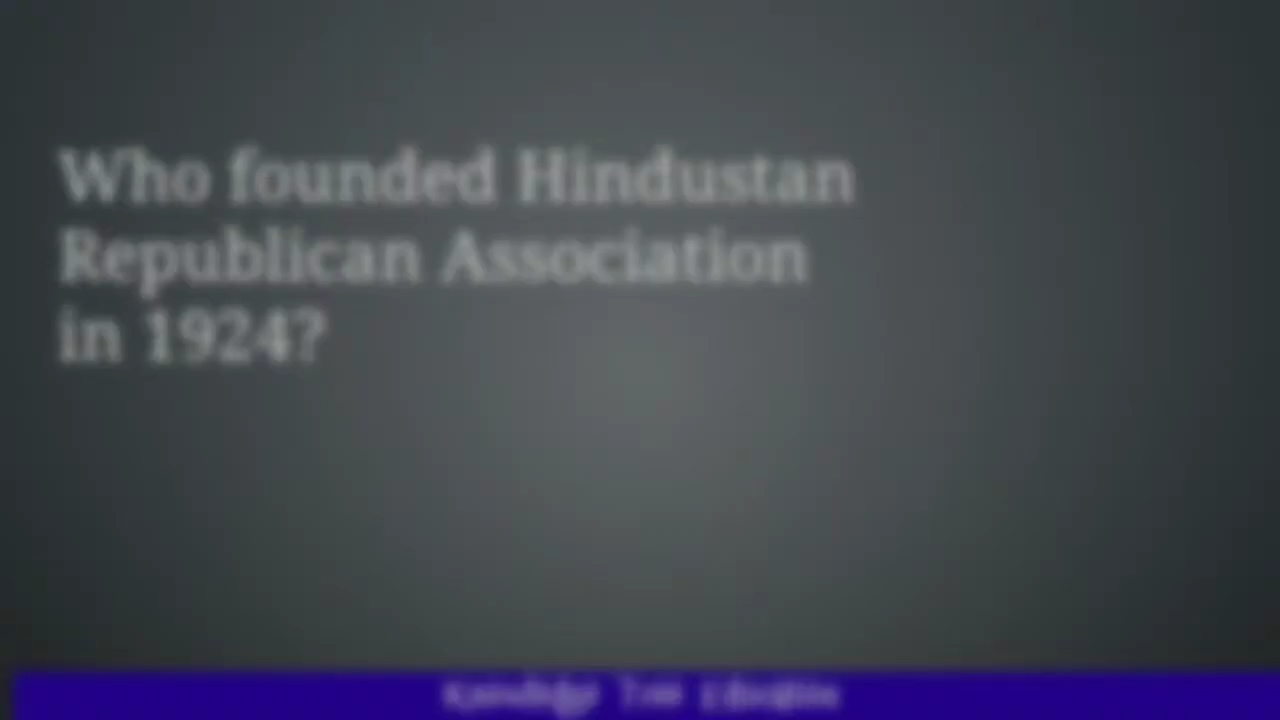 Who founded Hindustan
Republican Association
in 1924?